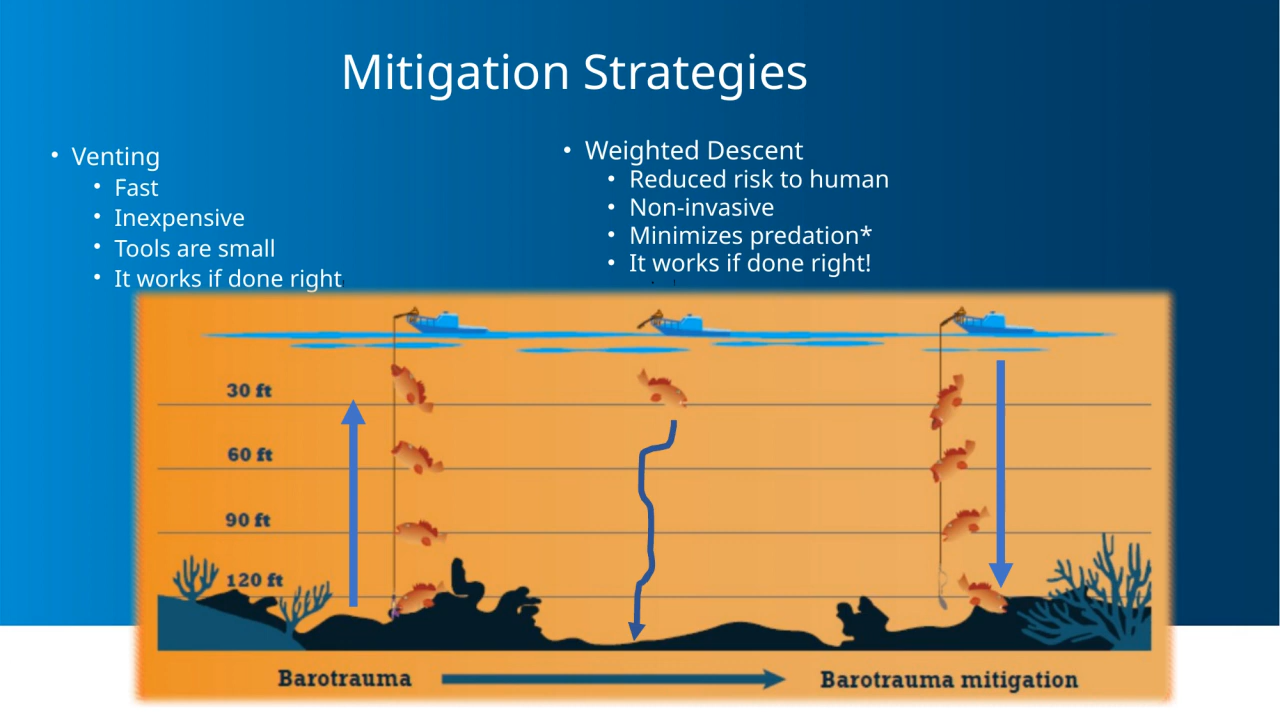 Mitigation Strategies
• Venting
• Fast
• Inexpensive
• Tools are small
• It works if done right
• Weighted Descent
• Reduced risk to human
• Non-invasive
• Minimizes predation*
• It works if done right!
30 ft
60 ft
90 ft
120 ft
Barotrauma
Barotrauma mitigation